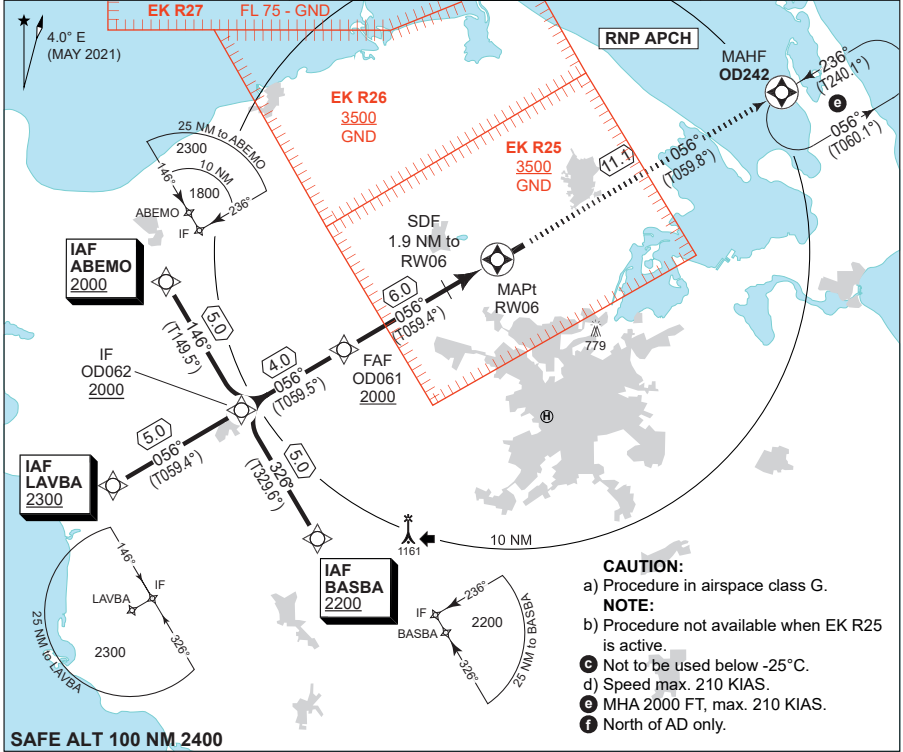 EK R27 FL 75 - GND
4.0° E
(MAY 2021)
RNP APCH
MAHF
OD242
236°
(T240.1°)
e
056°
(T060.1°)
EK R26
3500
GND
EK R25
3500
GND
11.1
056°
(T059.8°)
25 NM to ABEMO
2300
10 NM
1800
146°
236°
ABEMO
IF
SDF
1.9 NM to
RW06
IAF
ABEMO
2000
5.0
146°
(T149.5°)
6.0
056°
(T059.4°)
MAPt
RW06
779
IF
OD062
2000
4.0
056°
(T059.5°)
FAF
OD061
2000
H
5.0
056°
(T059.4°)
IAF
LAVBA
2300
5.0
326°
(T329.6°)
1161
10 NM
IAF
BASBA
2200
146°
IF
LAVBA
2300
326°
25 NM to LAVBA
236°
IF
BASBA
2200
326°
25 NM to BASBA
CAUTION:
a) Procedure in airspace class G.
NOTE:
b) Procedure not available when EK R25
is active.
c Not to be used below -25°C.
d) Speed max. 210 KIAS.
e MHA 2000 FT, max. 210 KIAS.
f North of AD only.
SAFE ALT 100 NM 2400